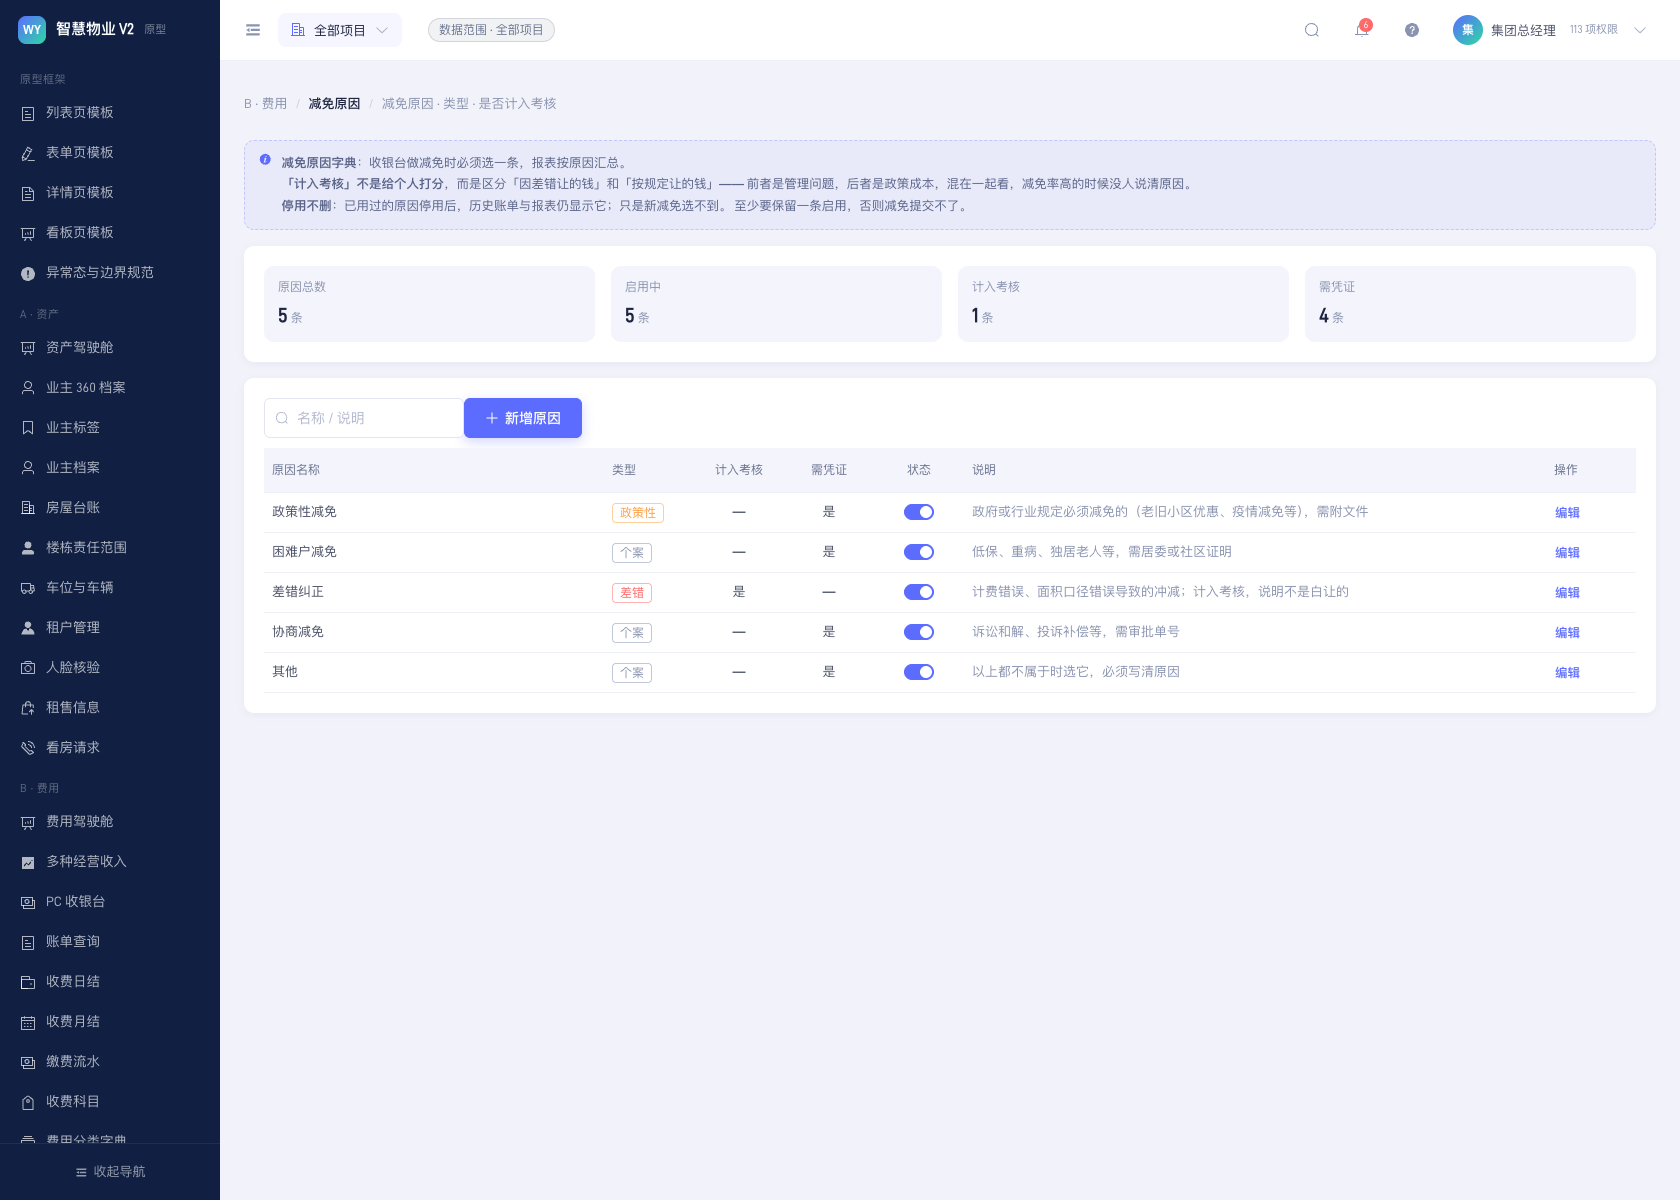 WY 智慧物业 V2 原型
原型框架
列表页模板
表单页模板
详情页模板
看板页模板
异常态与边界规范
A · 资产
资产驾驶舱
业主 360 档案
业主标签
业主档案
房屋台账
楼栋责任范围
车位与车辆
租户管理
人脸核验
租售信息
看房请求
B · 费用
费用驾驶舱
多种经营收入
PC 收银台
账单查询
收费日结
收费月结
缴费流水
收费科目
费用分类字典
收起导航
全部项目
数据范围 · 全部项目
6
集 集团总经理 113 项权限
B · 费用 / 减免原因 / 减免原因 · 类型 · 是否计入考核
减免原因字典：收银台做减免时必须选一条，报表按原因汇总。
「计入考核」不是给个人打分，而是区分「因差错让的钱」和「按规定让的钱」—— 前者是管理问题，后者是政策成本，混在一起看，减免率高的时候没人说清原因。
停用不删：已用过的原因停用后，历史账单与报表仍显示它；只是新减免选不到。 至少要保留一条启用，否则减免提交不了。
原因总数
5 条
启用中
5 条
计入考核
1 条
需凭证
4 条
名称 / 说明
新增原因
原因名称 类型 计入考核 需凭证 状态 说明 操作
政策性减免 政策性 — 是 政府或行业规定必须减免的（老旧小区优惠、疫情减免等），需附文件 编辑
困难户减免 个案 — 是 低保、重病、独居老人等，需居委或社区证明 编辑
差错纠正 差错 是 — 计费错误、面积口径错误导致的冲减；计入考核，说明不是白让的 编辑
协商减免 个案 — 是 诉讼和解、投诉补偿等，需审批单号 编辑
其他 个案 — 是 以上都不属于时选它，必须写清原因 编辑